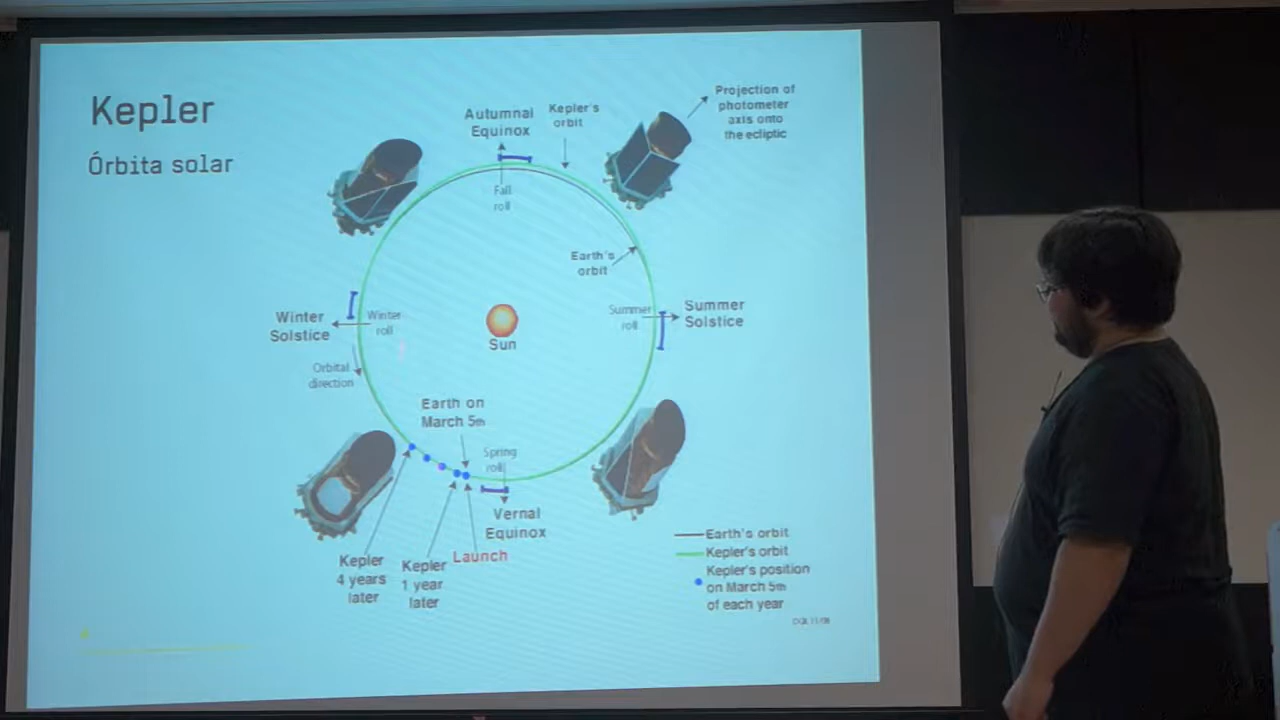 Kepler
Órbita solar
Autumnal
Equinox
Kepler's
orbit
Projection of
photometer
axis onto
the ecliptic
Fall
roll
Earth's
orbit
Winter
Solstice
Winter
roll
Summer
roll
Summer
Solstice
Sun
Orbital
direction
Earth on
March 5th
Spring
roll
Vernal
Equinox
Kepler
4 years
later
Kepler
1 year
later
Launch
Earth's orbit
Kepler's orbit
Kepler's position
on March 5th
of each year